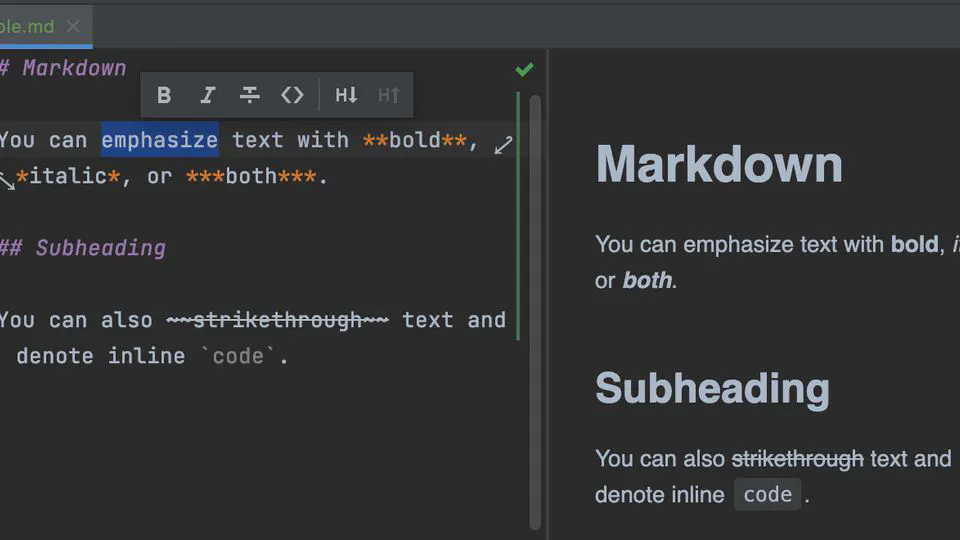 ole.md
# Markdown
B I S <> H↓ H↑
You can emphasize text with **bold**,
*italic*, or ***both***.
## Subheading
You can also ~~strikethrough~~ text and
denote inline `code`.
Markdown
You can emphasize text with bold, i
or both.
Subheading
You can also strikethrough text and
denote inline code.